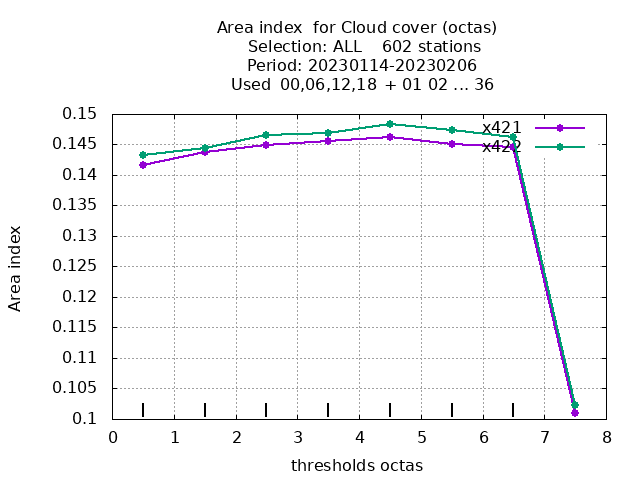 Area index  for Cloud cover (octas)
Selection: ALL    602 stations
Period: 20230114-20230206
Used  00,06,12,18  + 01 02 ... 36
x421
x422
0.15
0.145
0.14
0.135
0.13
0.125
0.12
0.115
0.11
0.105
0.1
Area index
0 1 2 3 4 5 6 7 8
thresholds octas